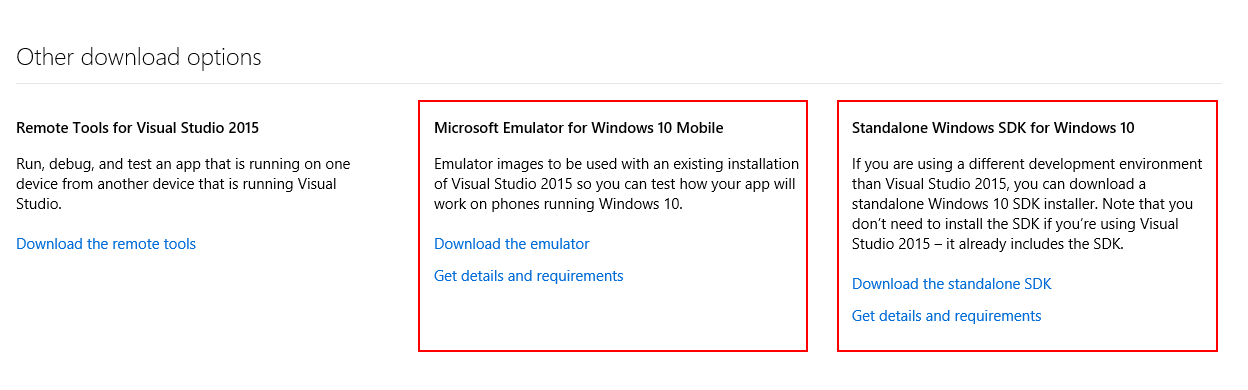 Other download options
Remote Tools for Visual Studio 2015
Run, debug, and test an app that is running on one
device from another device that is running Visual
Studio.
Download the remote tools
Microsoft Emulator for Windows 10 Mobile
Emulator images to be used with an existing installation
of Visual Studio 2015 so you can test how your app will
work on phones running Windows 10.
Download the emulator
Get details and requirements
Standalone Windows SDK for Windows 10
If you are using a different development environment
than Visual Studio 2015, you can download a
standalone Windows 10 SDK installer. Note that you
don’t need to install the SDK if you’re using Visual
Studio 2015 – it already includes the SDK.
Download the standalone SDK
Get details and requirements